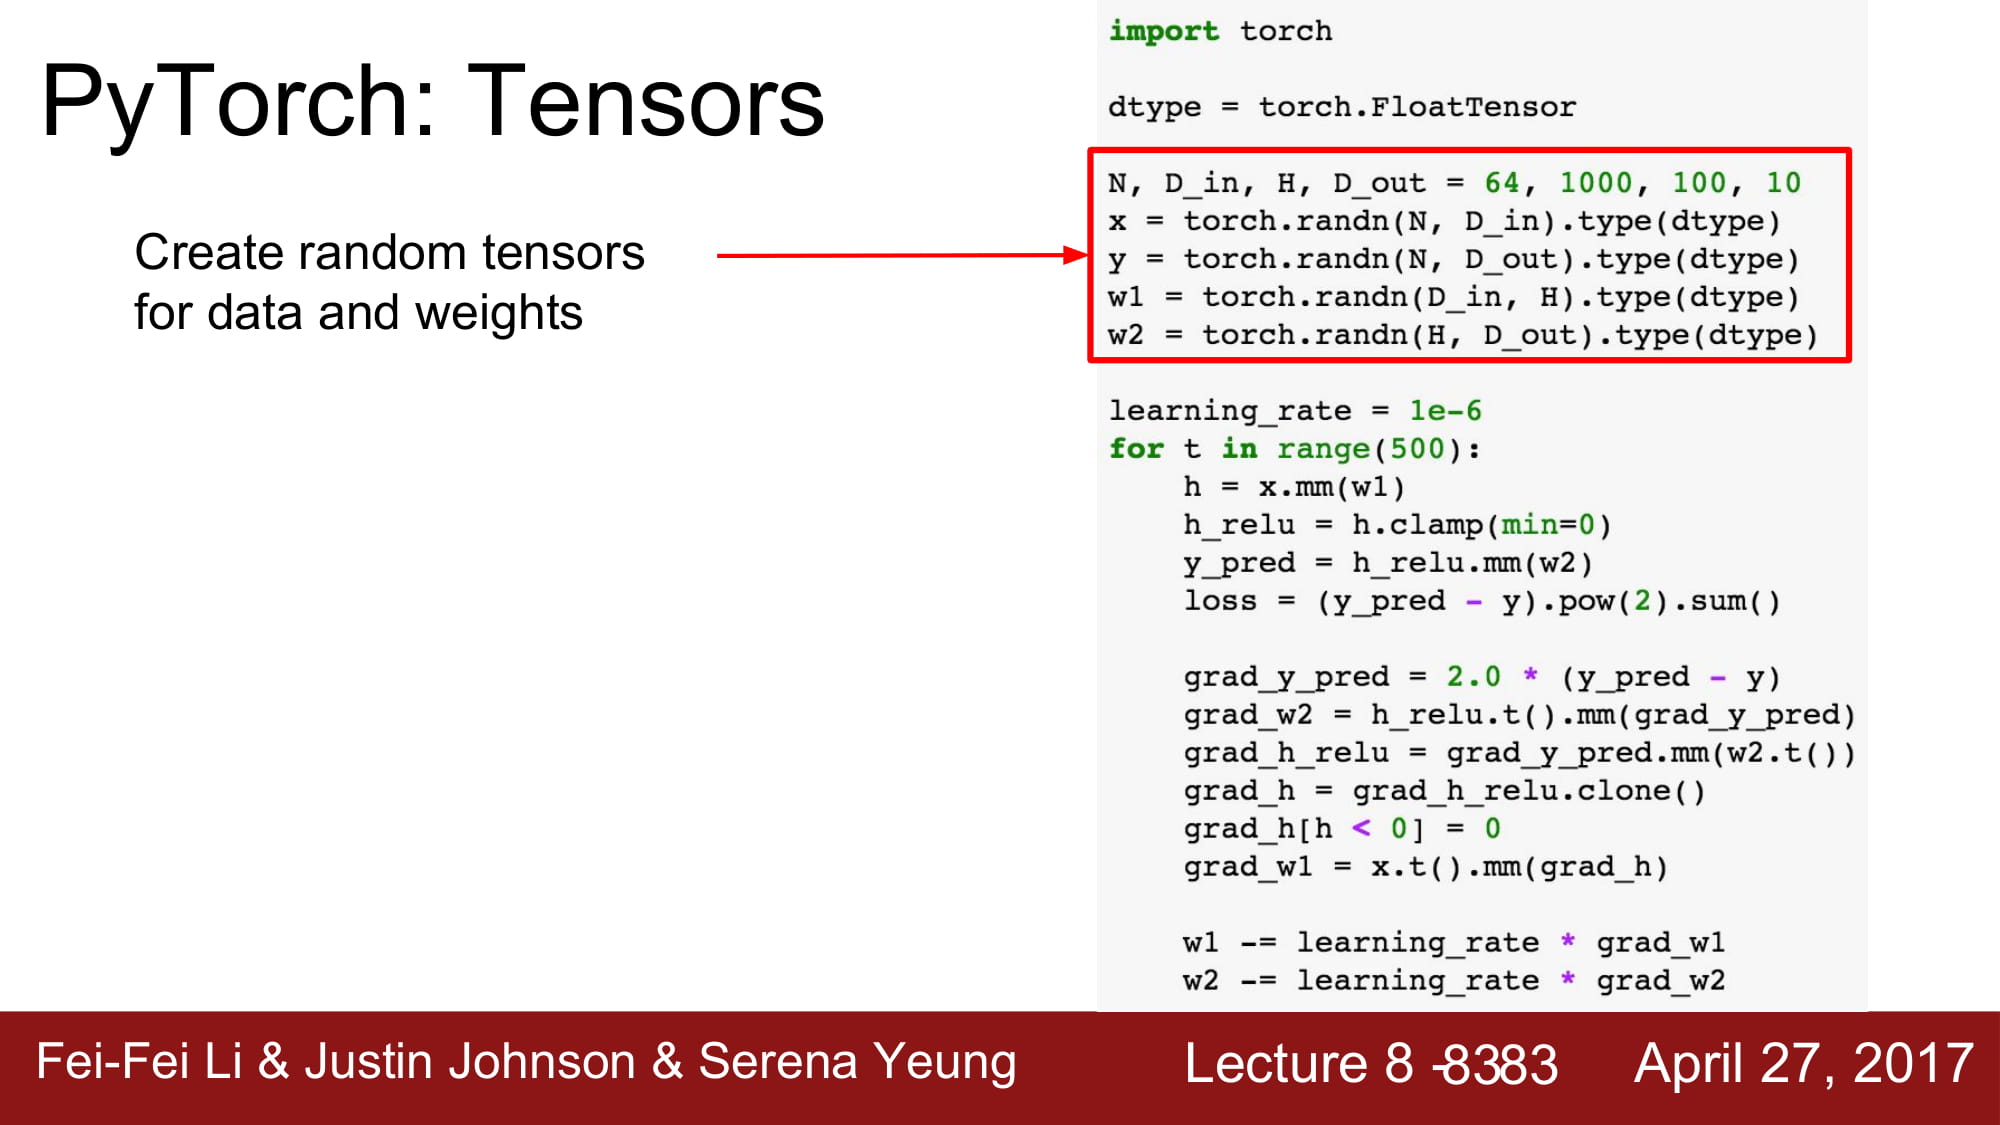 PyTorch: Tensors
Create random tensors
for data and weights
import torch
dtype = torch.FloatTensor
N, D_in, H, D_out = 64, 1000, 100, 10
x = torch.randn(N, D_in).type(dtype)
y = torch.randn(N, D_out).type(dtype)
w1 = torch.randn(D_in, H).type(dtype)
w2 = torch.randn(H, D_out).type(dtype)
learning_rate = 1e-6
for t in range(500):
    h = x.mm(w1)
    h_relu = h.clamp(min=0)
    y_pred = h_relu.mm(w2)
    loss = (y_pred - y).pow(2).sum()
    grad_y_pred = 2.0 * (y_pred - y)
    grad_w2 = h_relu.t().mm(grad_y_pred)
    grad_h_relu = grad_y_pred.mm(w2.t())
    grad_h = grad_h_relu.clone()
    grad_h[h < 0] = 0
    grad_w1 = x.t().mm(grad_h)
    w1 -= learning_rate * grad_w1
    w2 -= learning_rate * grad_w2
Fei-Fei Li & Justin Johnson & Serena Yeung Lecture 8 -8383 April 27, 2017